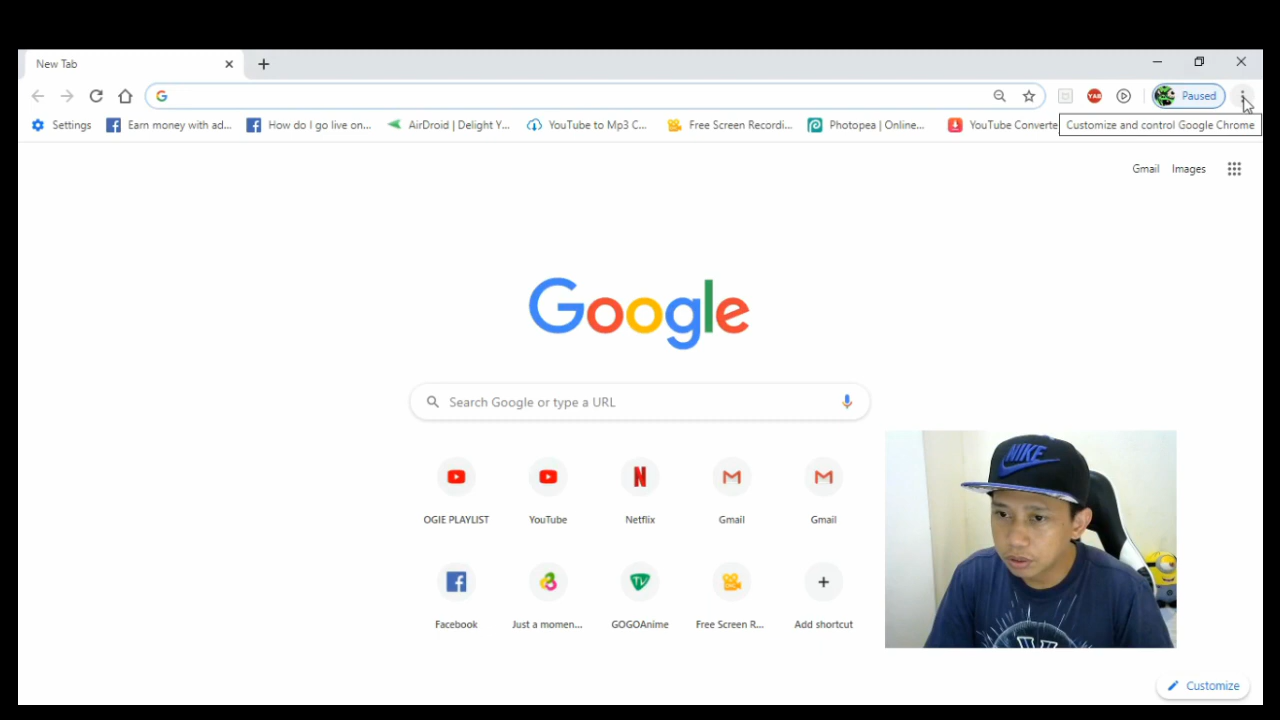 New Tab
Paused
Settings
Earn money with ad...
How do I go live on...
AirDroid | Delight Y...
YouTube to Mp3 C...
Free Screen Recordi...
Photopea | Online...
YouTube Converte
Customize and control Google Chrome
Gmail
Images
Google
Search Google or type a URL
OGIE PLAYLIST
YouTube
Netflix
Gmail
Gmail
Facebook
Just a momen...
GOGOAnime
Free Screen R...
Add shortcut
NIKE
Customize